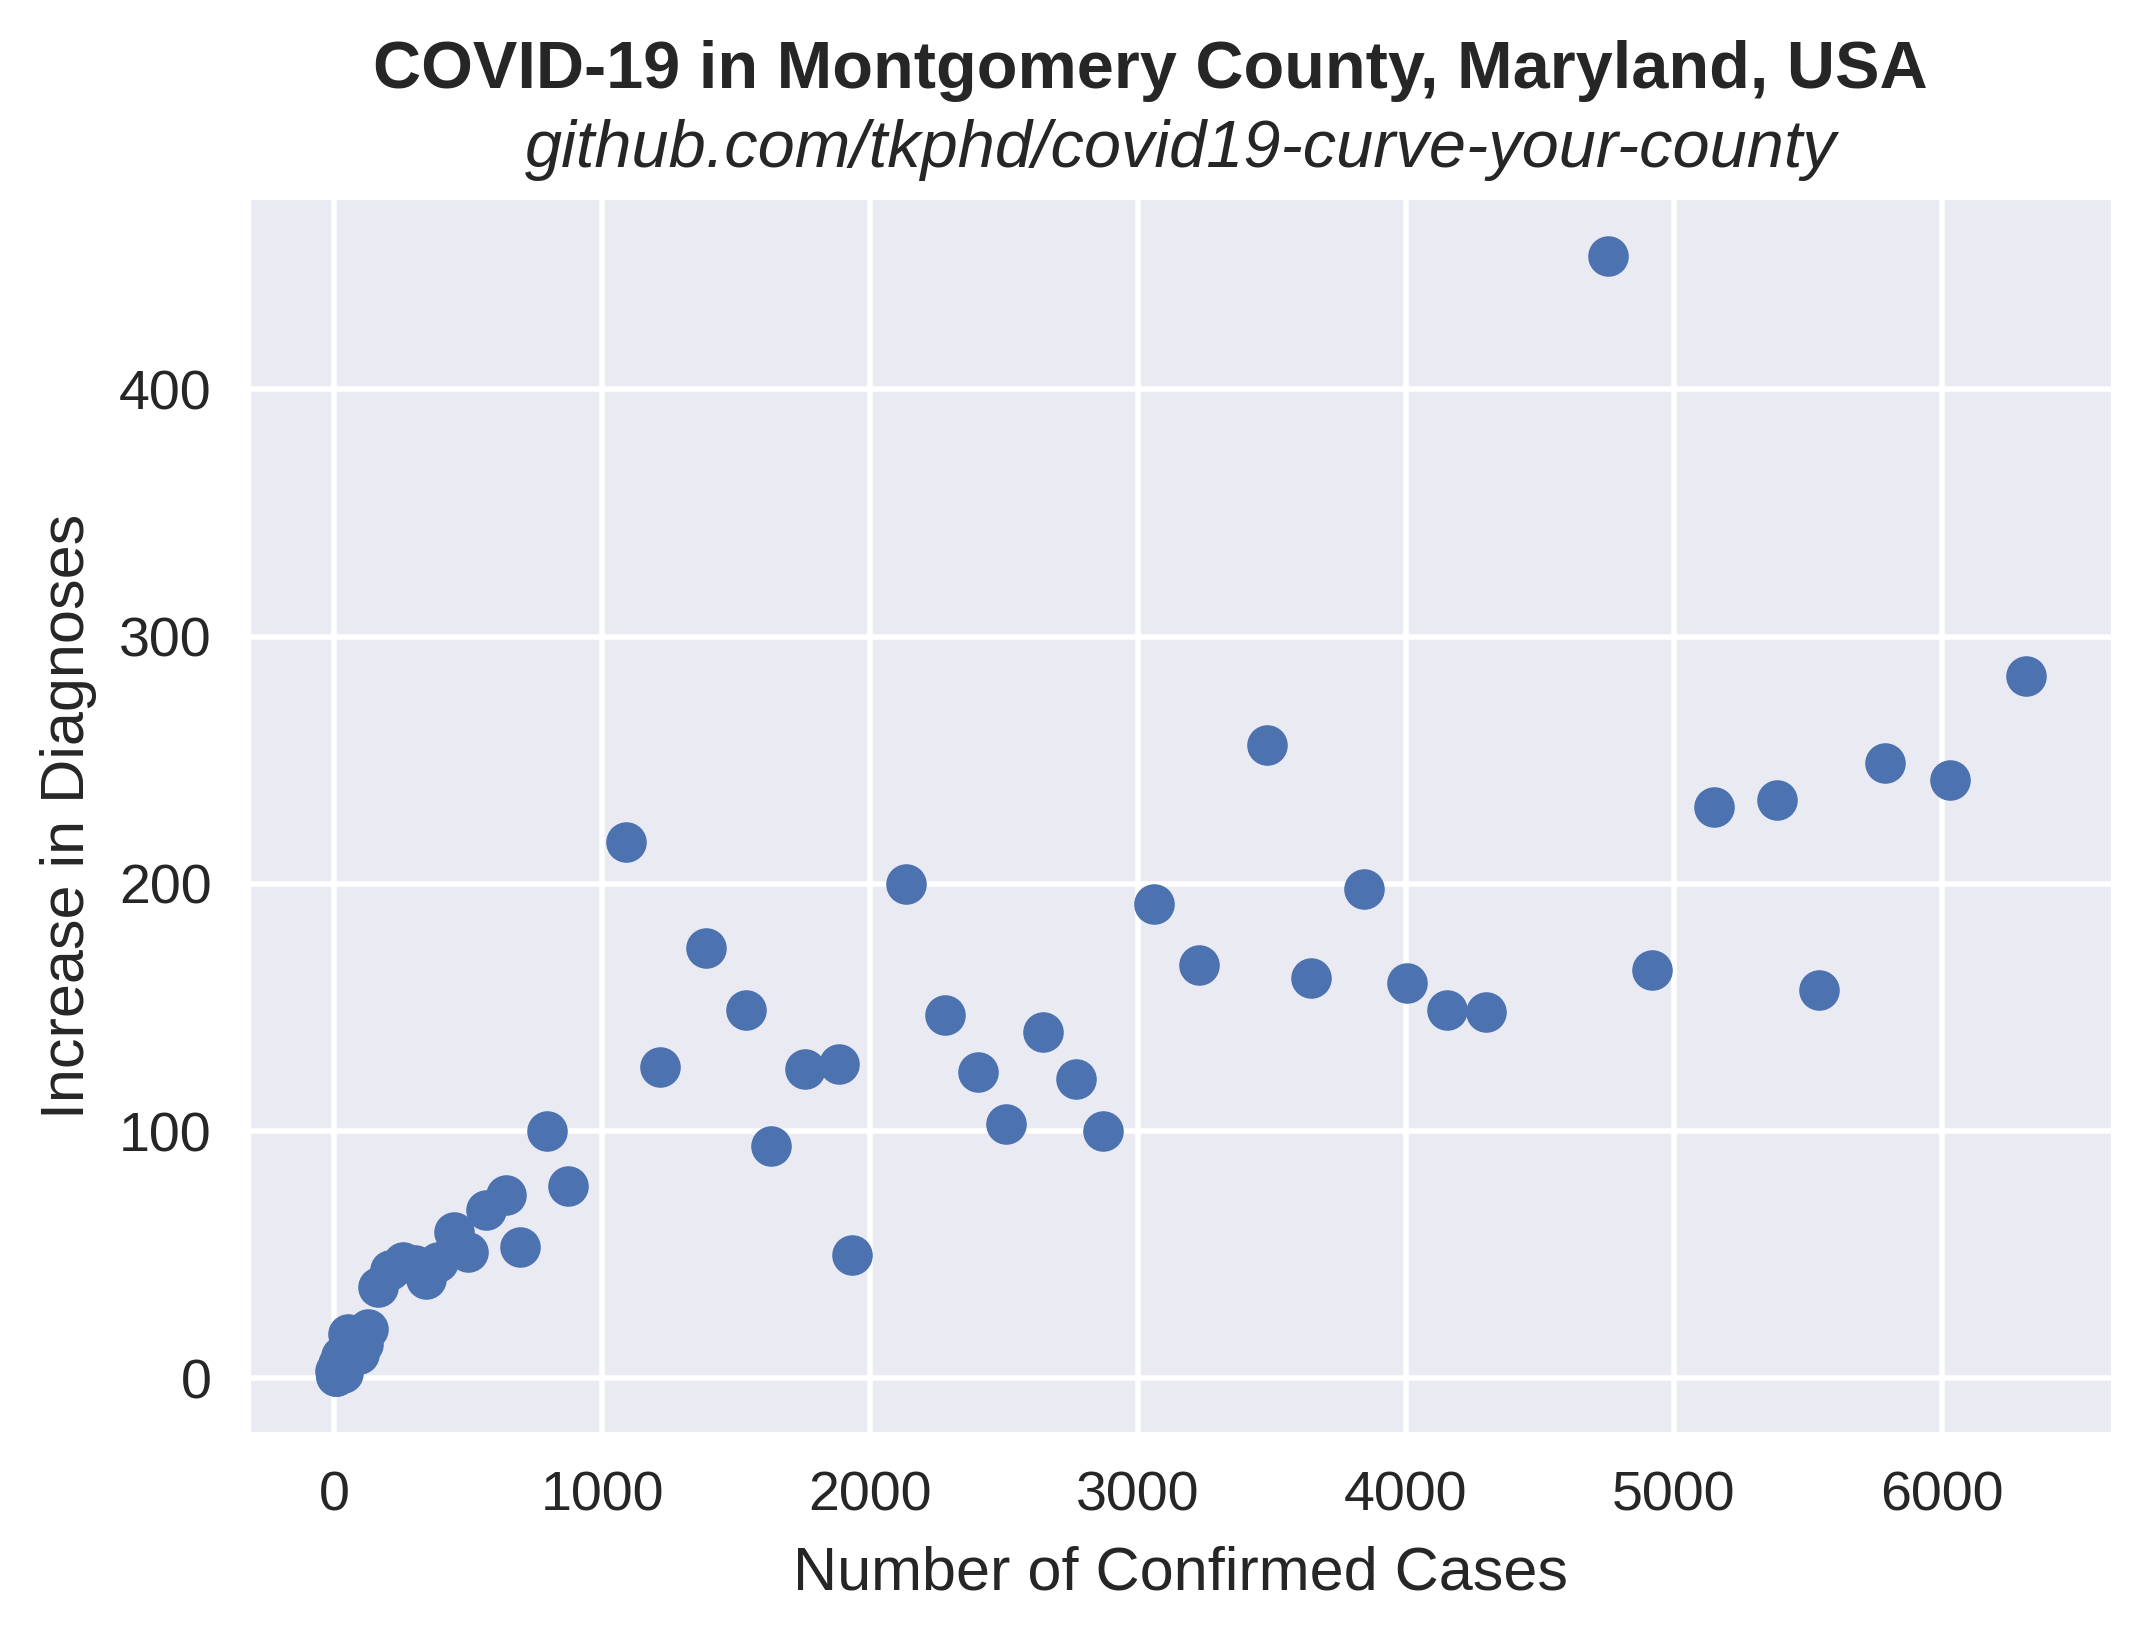 COVID-19 in Montgomery County, Maryland, USA
github.com/tkphd/covid19-curve-your-county
400
300
200
100
0
Increase in Diagnoses
0 1000 2000 3000 4000 5000 6000
Number of Confirmed Cases